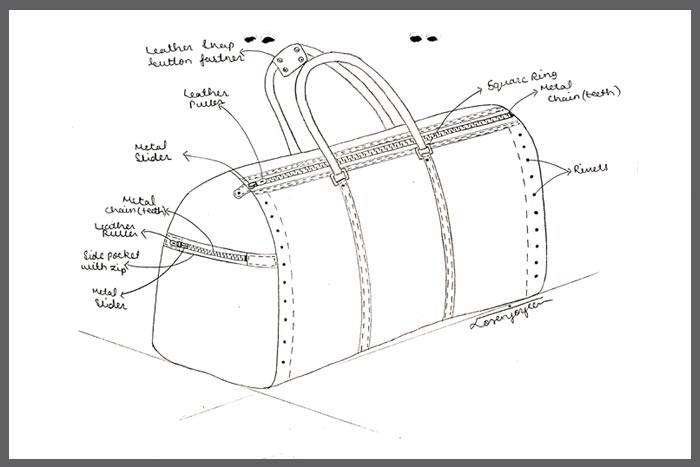 Leather Snap
button fastner
Leather
Puller
Square Ring
Metal
Chain (teeth)
Metal
Slider
Rivets
Metal
Chain (teeth)
Leather
Puller
Side pocket
with zip
Metal
Slider